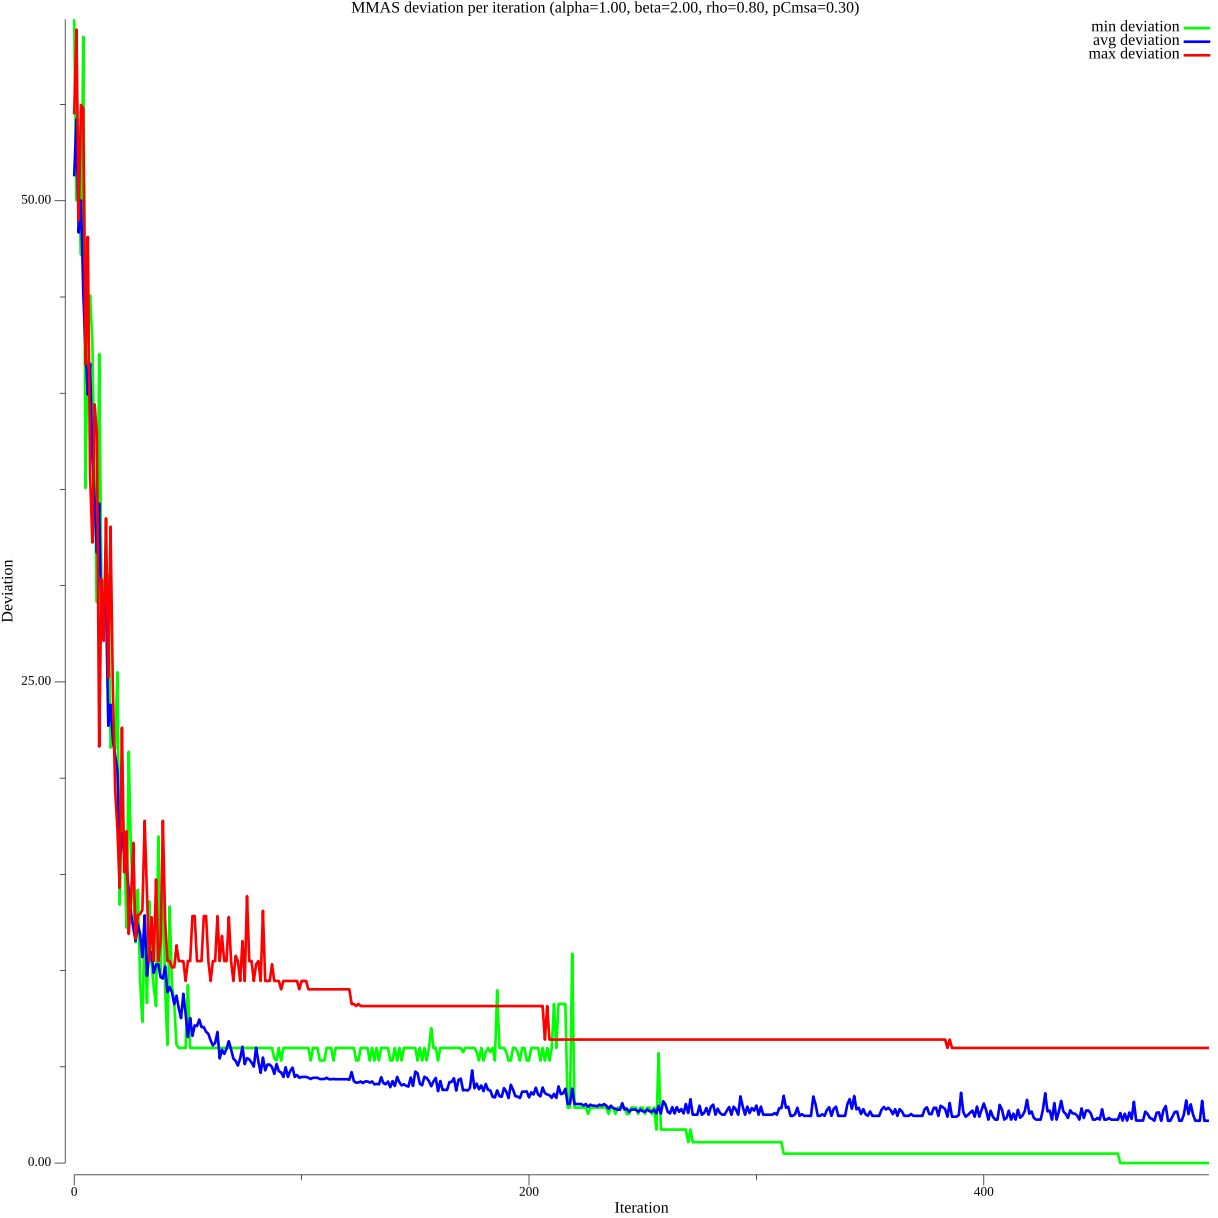 MMAS deviation per iteration (alpha=1.00, beta=2.00, rho=0.80, pCmsa=0.30)
min deviation
avg deviation
max deviation
50.00
25.00
0.00
Deviation
0
200
400
Iteration